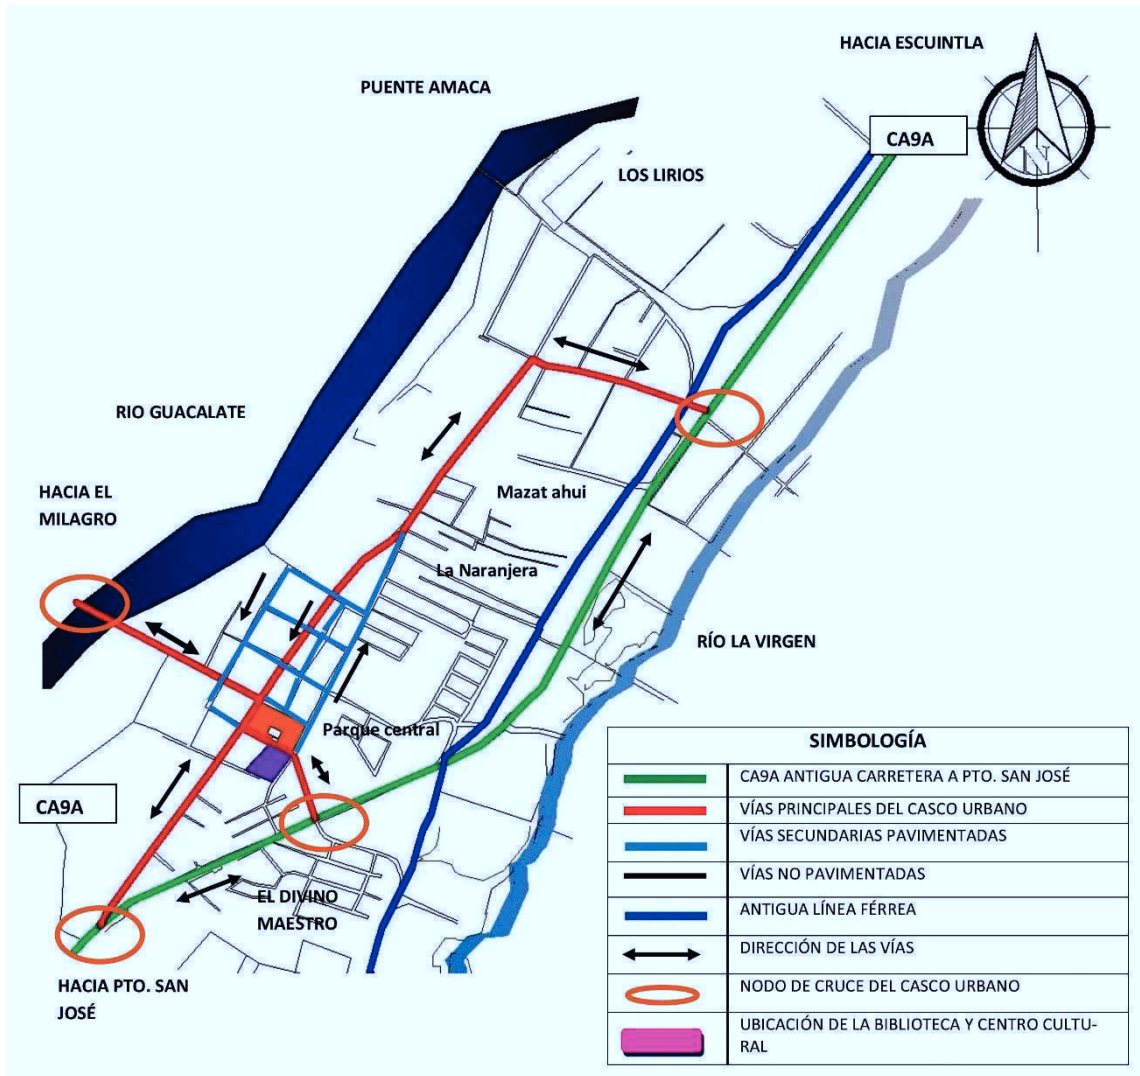 HACIA ESCUINTLA
PUENTE AMACA
CA9A
N
LOS LIRIOS
RIO GUACALATE
HACIA EL
MILAGRO
Mazat ahui
La Naranjera
RÍO LA VIRGEN
Parque central
CA9A
EL DIVINO
MAESTRO
HACIA PTO. SAN
JOSÉ
SIMBOLOGÍA
CA9A ANTIGUA CARRETERA A PTO. SAN JOSÉ
VÍAS PRINCIPALES DEL CASCO URBANO
VÍAS SECUNDARIAS PAVIMENTADAS
VÍAS NO PAVIMENTADAS
ANTIGUA LÍNEA FÉRREA
DIRECCIÓN DE LAS VÍAS
NODO DE CRUCE DEL CASCO URBANO
UBICACIÓN DE LA BIBLIOTECA Y CENTRO CULTU-
RAL